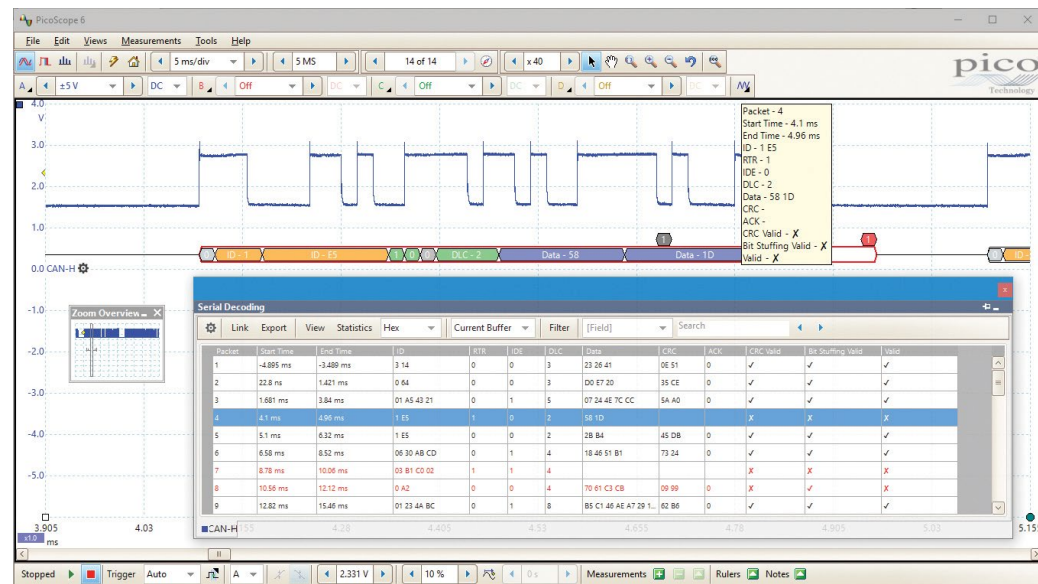 PicoScope 6
File Edit Views Measurements Tools Help
5 ms/div 5 MS 14 of 14 x 40
pico
Technology
A ±5 V DC B Off DC C Off DC D Off DC
4.0
V
3.0
2.0
1.0
0.0 CAN-H
-1.0
-2.0
-3.0
-4.0
-5.0
Packet - 4
Start Time - 4.1 ms
End Time - 4.96 ms
ID - 1 E5
RTR - 1
IDE - 0
DLC - 2
Data - 58 1D
CRC -
ACK -
CRC Valid - X
Bit Stuffing Valid - X
Valid - X
1 1
0 ID - 1 ID - E5 1 0 0 DLC - 2 Data - 58 Data - 1D 0 ID -
Zoom Overview
Serial Decoding
Link Export View Statistics Hex Current Buffer Filter [Field] Search
Packet Start Time End Time ID RTR IDE DLC Data CRC ACK CRC Valid Bit Stuffing Valid Valid
1 -4.895 ms -3.489 ms 3 14 0 0 3 23 26 41 0E 51 0 ✓ ✓ ✓
2 22.8 ns 1.421 ms 0 64 0 0 3 D0 E7 20 35 CE 0 ✓ ✓ ✓
3 1.681 ms 3.84 ms 01 A5 43 21 0 1 5 07 24 4E 7C CC 5A A0 0 ✓ ✓ ✓
4 4.1 ms 4.96 ms 1 E5 1 0 2 58 1D X X X
5 5.1 ms 6.32 ms 1 E5 0 0 2 2B B4 45 DB 0 ✓ ✓ ✓
6 6.58 ms 8.52 ms 06 30 AB CD 0 1 4 18 46 51 B1 73 24 0 ✓ ✓ ✓
7 8.78 ms 10.06 ms 03 B1 C0 02 1 1 4 X X X
8 10.56 ms 12.12 ms 0 A2 0 0 4 70 61 C3 CB 09 99 0 X ✓ X
9 12.82 ms 15.46 ms 01 23 4A BC 0 1 8 B5 C1 46 AE A7 29 1... 62 B6 0 ✓ ✓ ✓
CAN-H
3.905 4.03 155 4.28 4.405 4.53 4.655 4.78 4.905 5.03 5.155
x1.0 ms
Stopped Trigger Auto A 2.331 V 10 % 0 s Measurements Rulers Notes